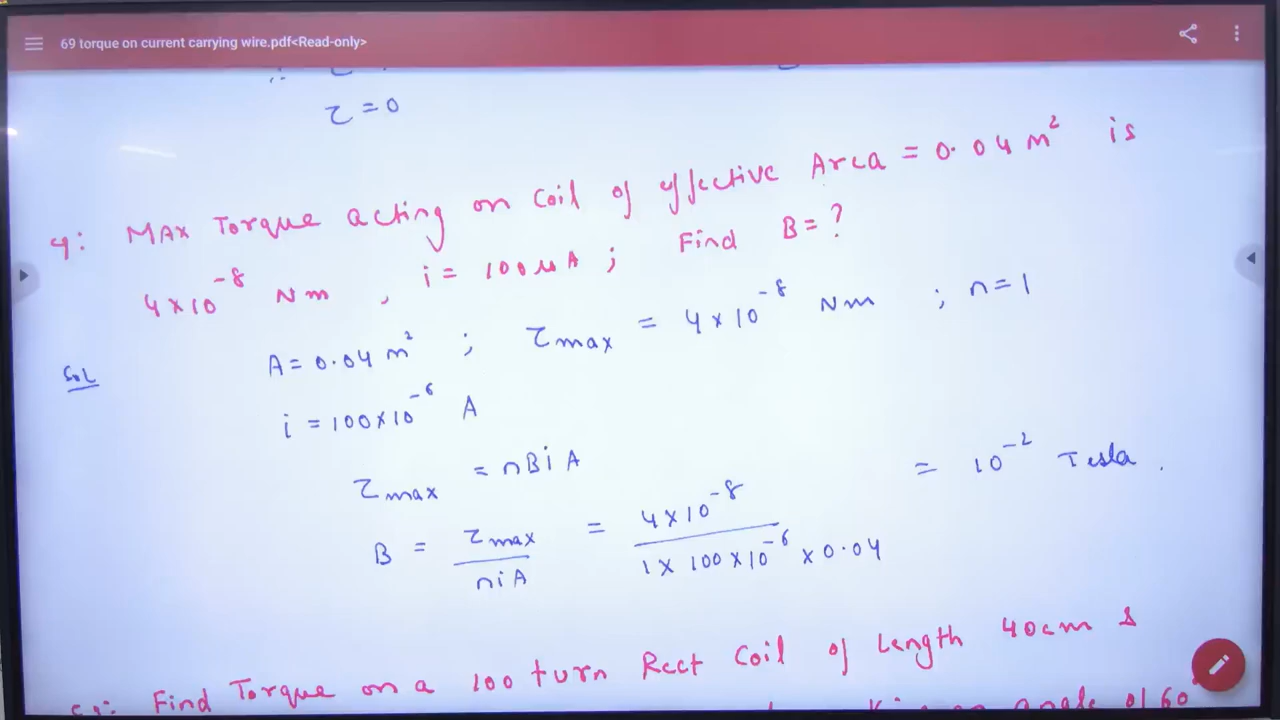 69 torque on current carrying wire.pdf<Read-only>
τ = 0
4: Max Torque acting on Coil of effective Area = 0.04 m² is
4×10⁻⁸ Nm , i = 100 μA ; Find B = ?
Sol A = 0.04 m² ; τmax = 4×10⁻⁸ Nm ; n = 1
i = 100×10⁻⁶ A
τmax = nBiA
B = τmax / niA = 4×10⁻⁸ / 1×100×10⁻⁶×0.04 = 10⁻² Tesla.
Find Torque on a 100 turn Rect Coil of Length 40cm &
angle of 60°